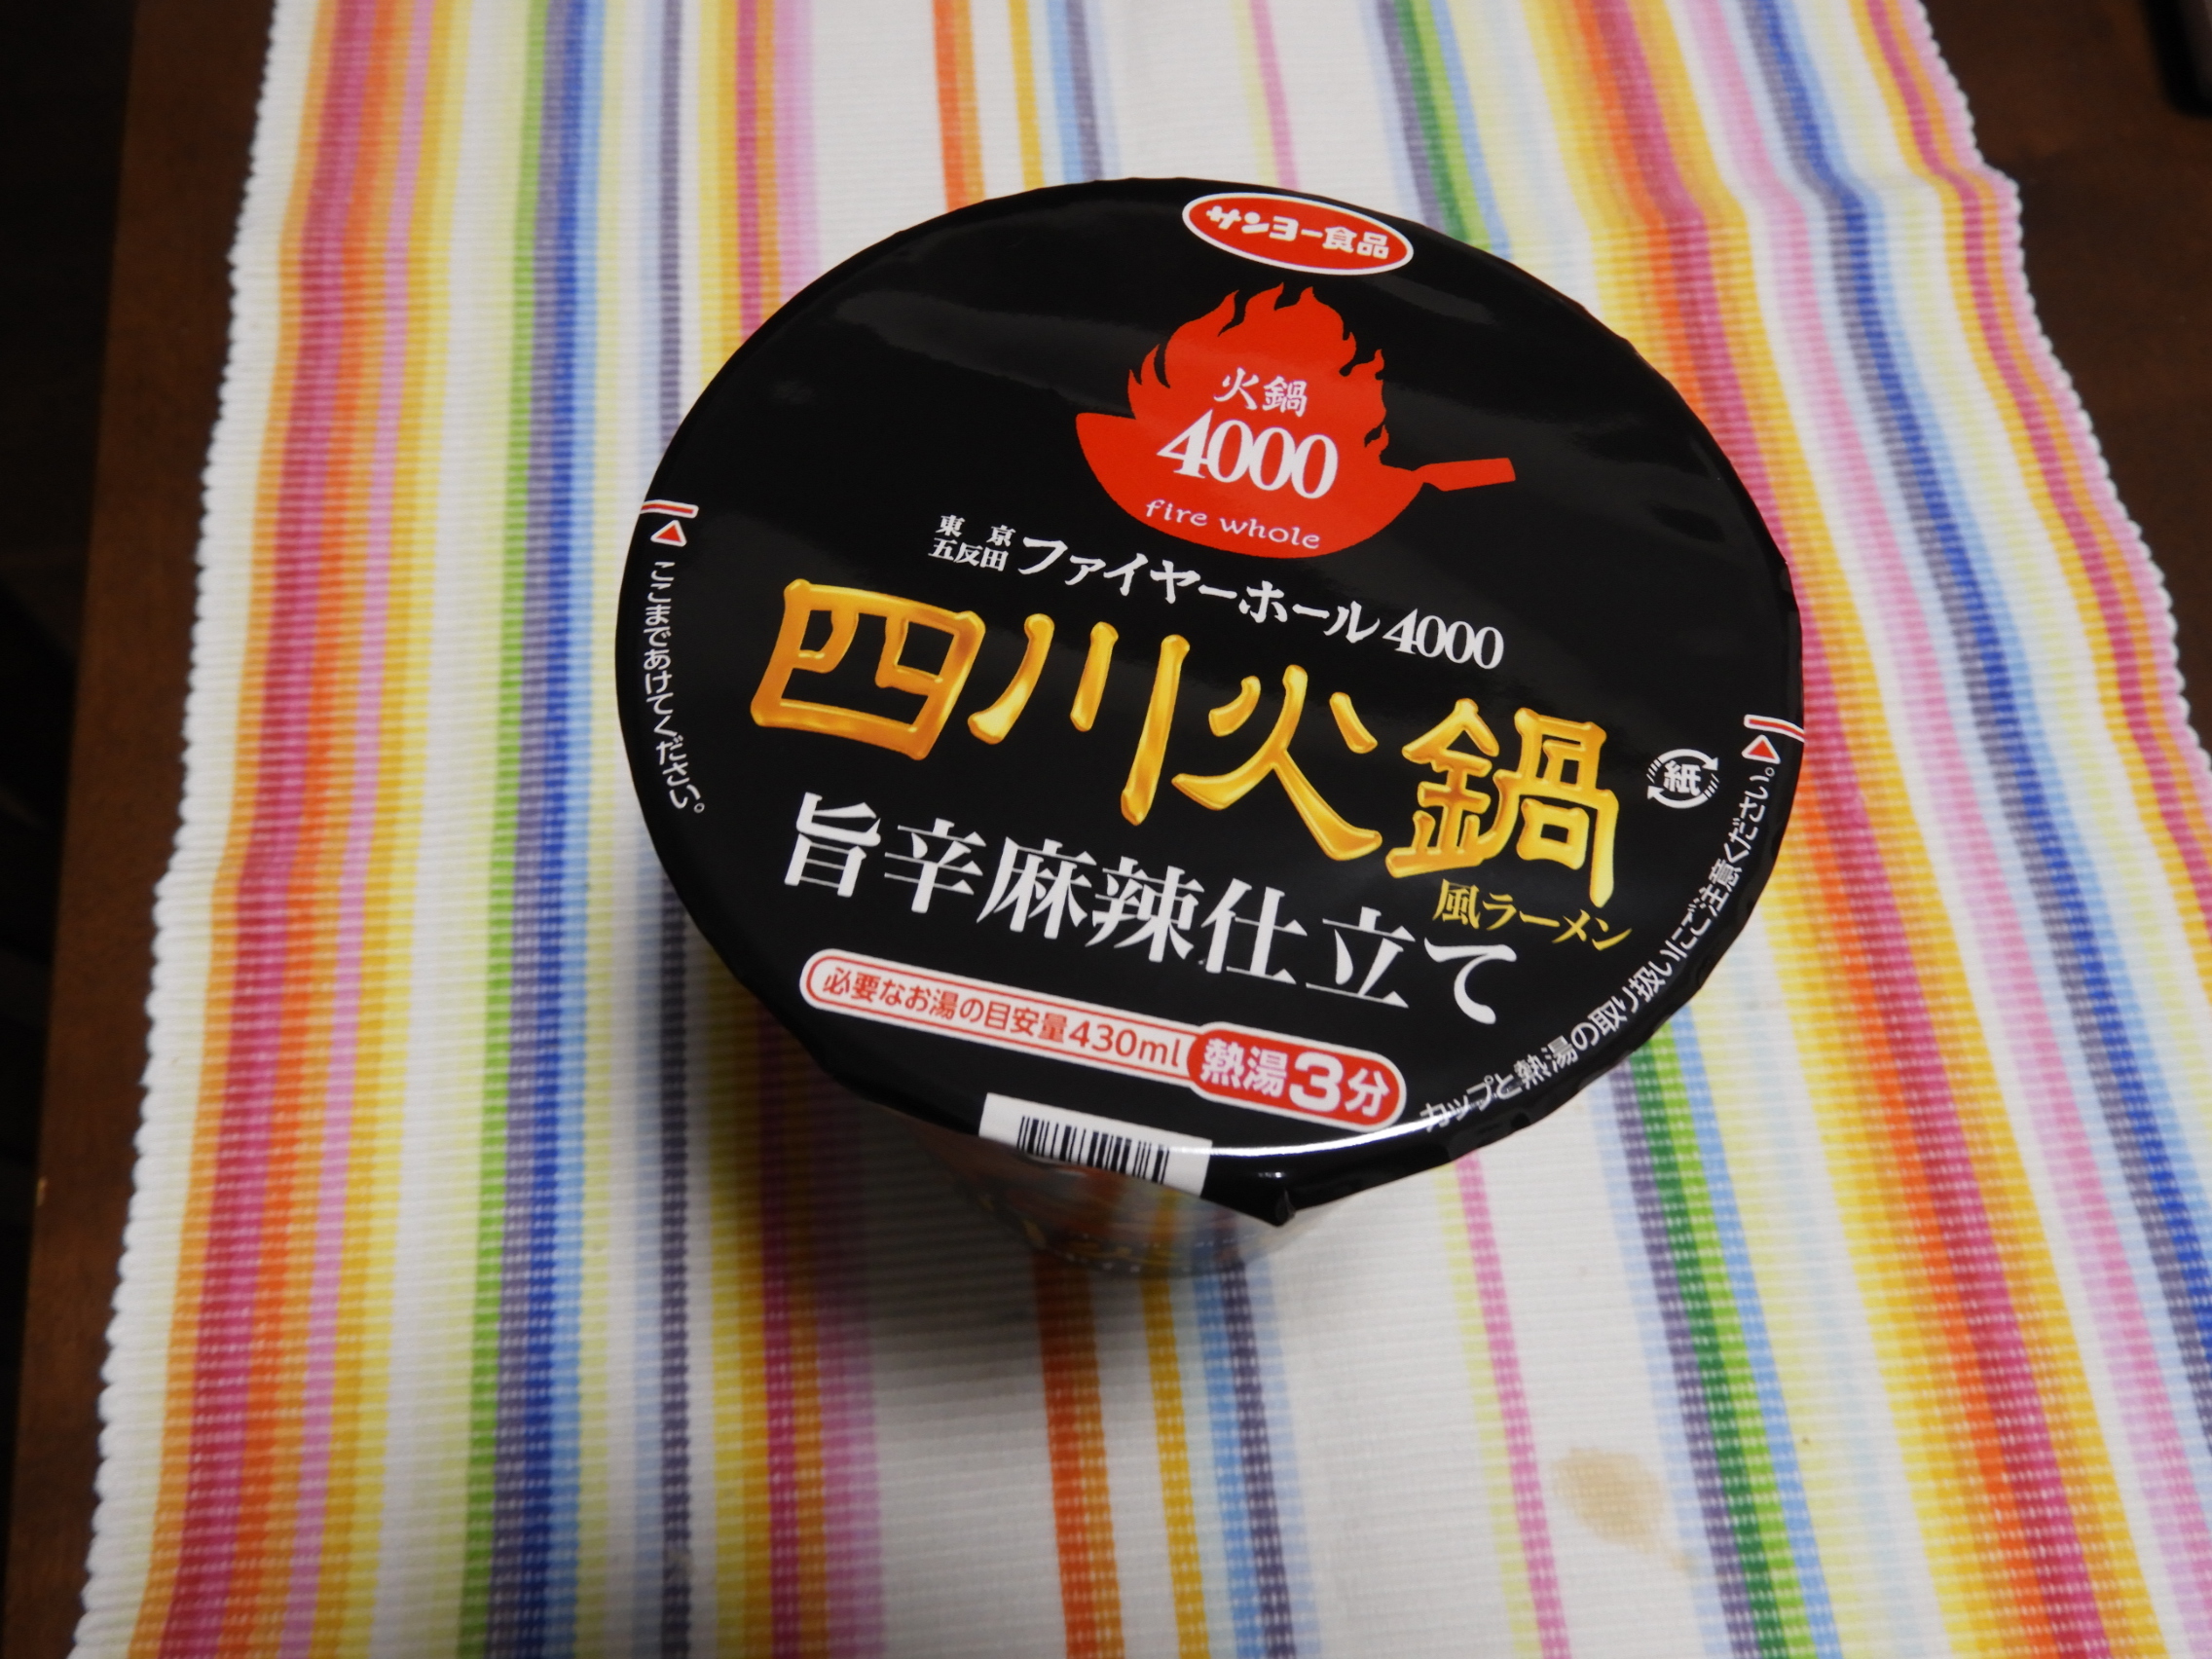 サンヨー食品
火鍋
4000
fire whole
東京
五反田
ファイヤーホール4000
四川火鍋
風ラーメン
旨辛麻辣仕立て
必要なお湯の目安量430ml
熱湯3分
ここまであけてください。
紙
カップと熱湯の取り扱いにご注意ください。